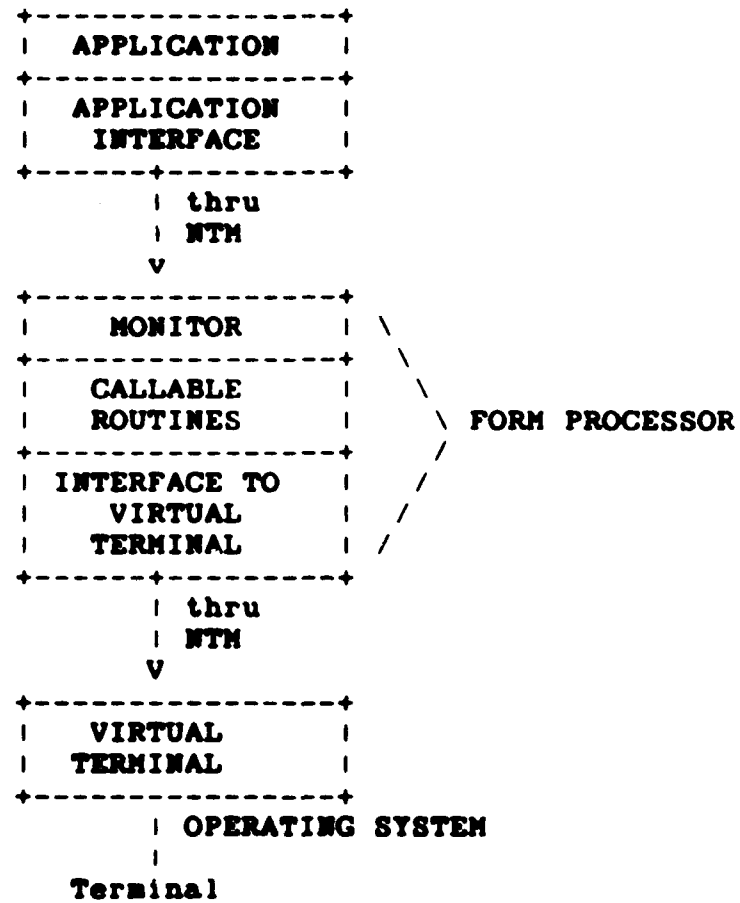 APPLICATION
APPLICATION
INTERFACE
thru
NTM
V
MONITOR
CALLABLE
ROUTINES
FORM PROCESSOR
INTERFACE TO
VIRTUAL
TERMINAL
thru
NTM
V
VIRTUAL
TERMINAL
OPERATING SYSTEM
Terminal